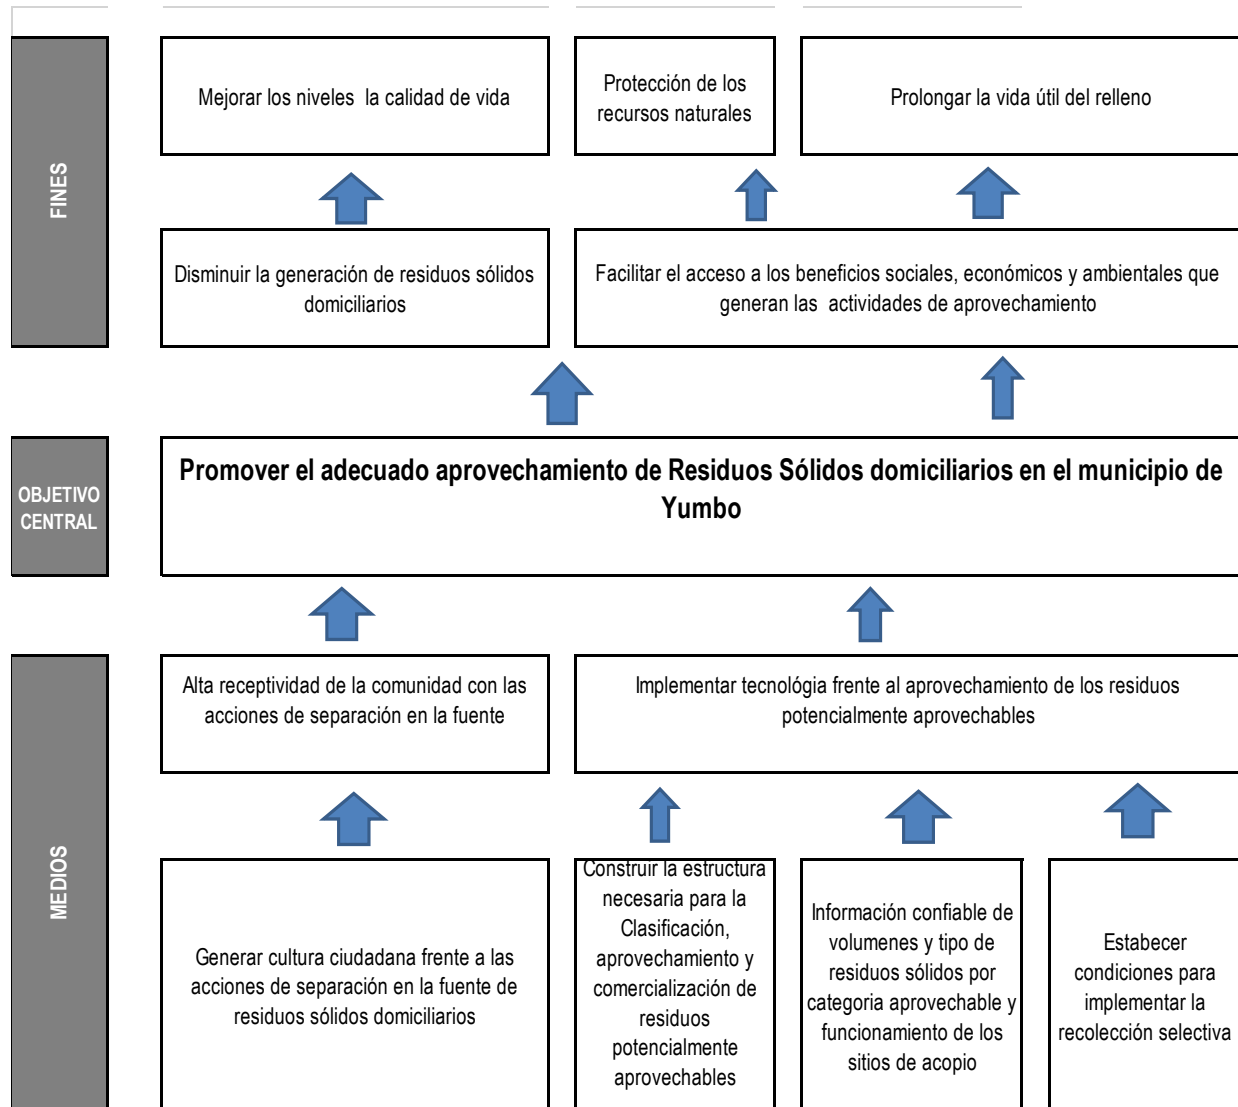 FINES
Mejorar los niveles  la calidad de vida
Protección de los
recursos naturales
Prolongar la vida útil del relleno
Disminuir la generación de residuos sólidos
domiciliarios
Facilitar el acceso a los beneficios sociales, económicos y ambientales que
generan las  actividades de aprovechamiento
OBJETIVO
CENTRAL
Promover el adecuado aprovechamiento de Residuos Sólidos domiciliarios en el municipio de
Yumbo
MEDIOS
Alta receptividad de la comunidad con las
acciones de separación en la fuente
Implementar tecnológia frente al aprovechamiento de los residuos
potencialmente aprovechables
Generar cultura ciudadana frente a las
acciones de separación en la fuente de
residuos sólidos domiciliarios
Construir la estructura
necesaria para la
Clasificación,
aprovechamiento y
comercialización de
residuos
potencialmente
aprovechables
Información confiable de
volumenes y tipo de
residuos sólidos por
categoria aprovechable y
funcionamiento de los
sitios de acopio
Estabecer
condiciones para
implementar la
recolección selectiva